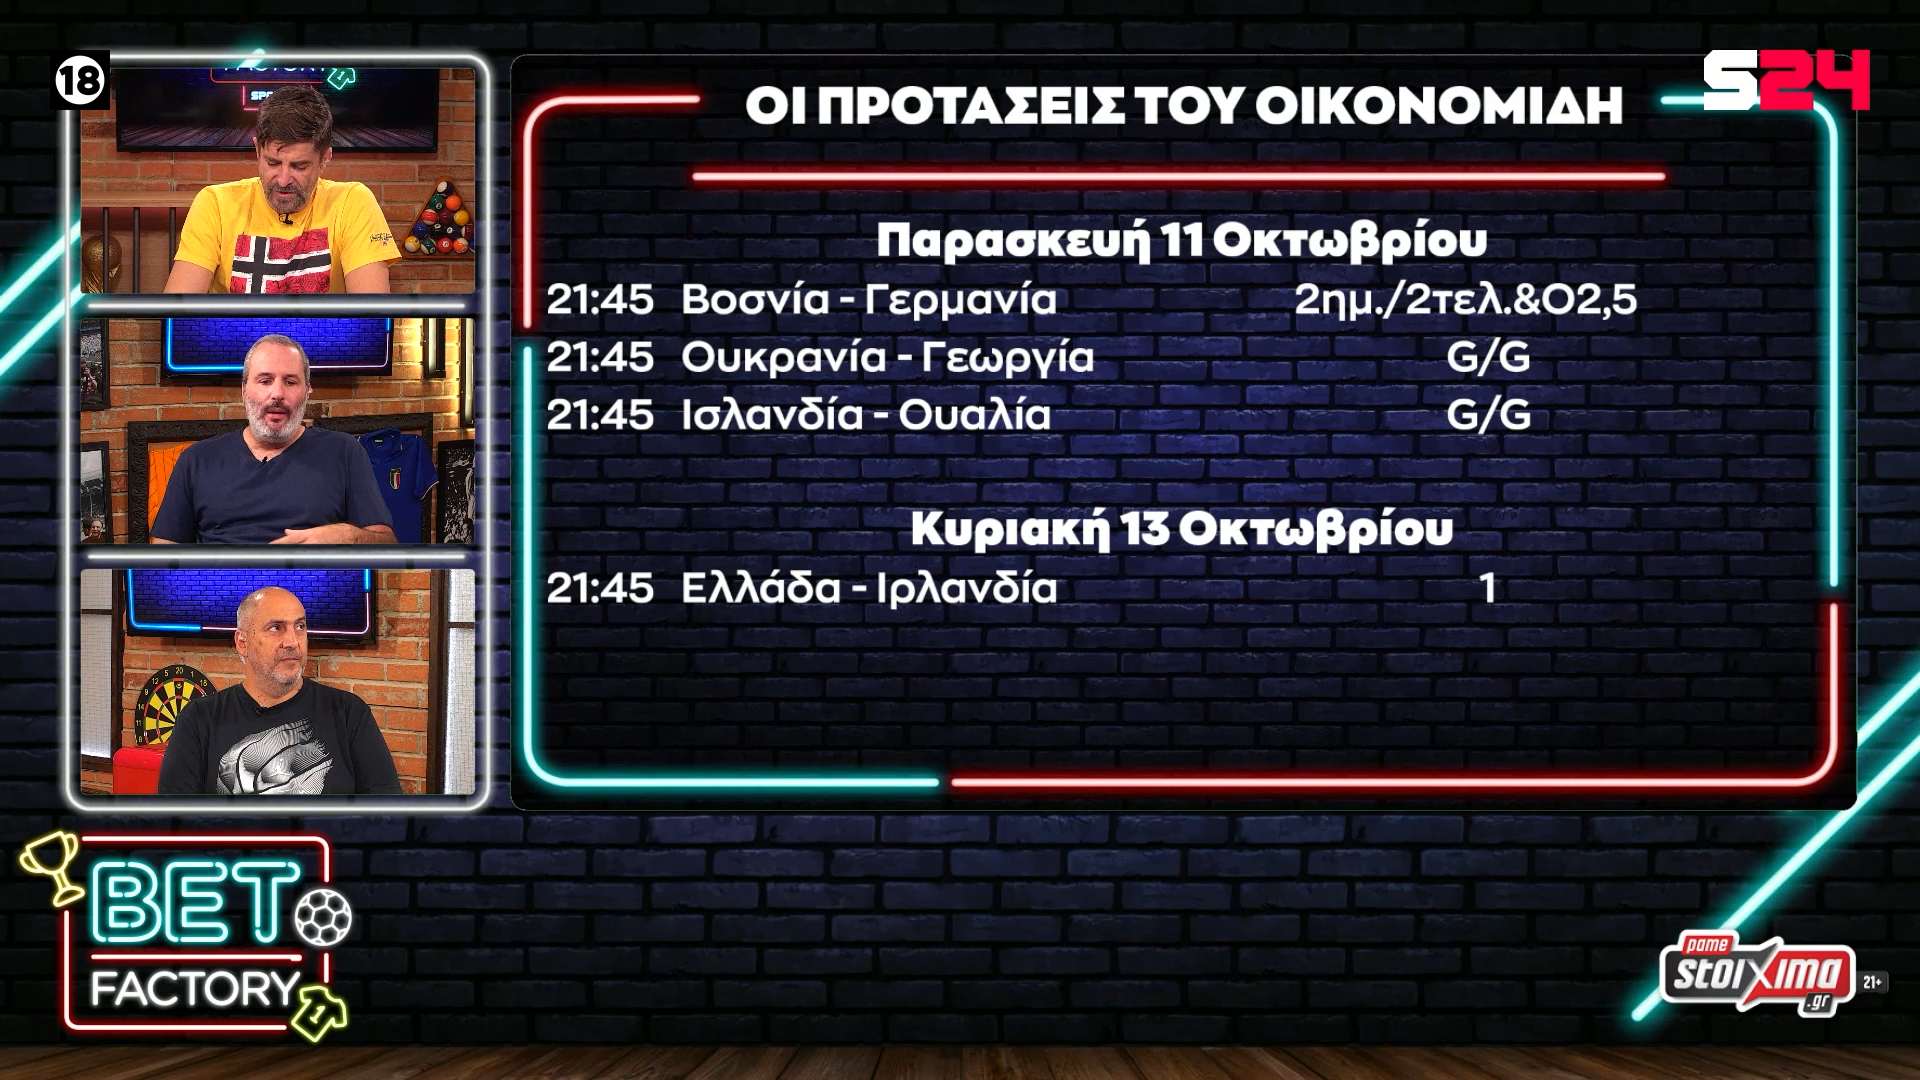 18
S24
ΟΙ ΠΡΟΤΑΣΕΙΣ ΤΟΥ ΟΙΚΟΝΟΜΙΔΗ
Παρασκευή 11 Οκτωβρίου
21:45 Βοσνία - Γερμανία 2ημ./2τελ.&Ο2,5
21:45 Ουκρανία - Γεωργία G/G
21:45 Ισλανδία - Ουαλία G/G
Κυριακή 13 Οκτωβρίου
21:45 Ελλάδα - Ιρλανδία 1
BET
FACTORY
1
pame
stoiXima
.gr
21+